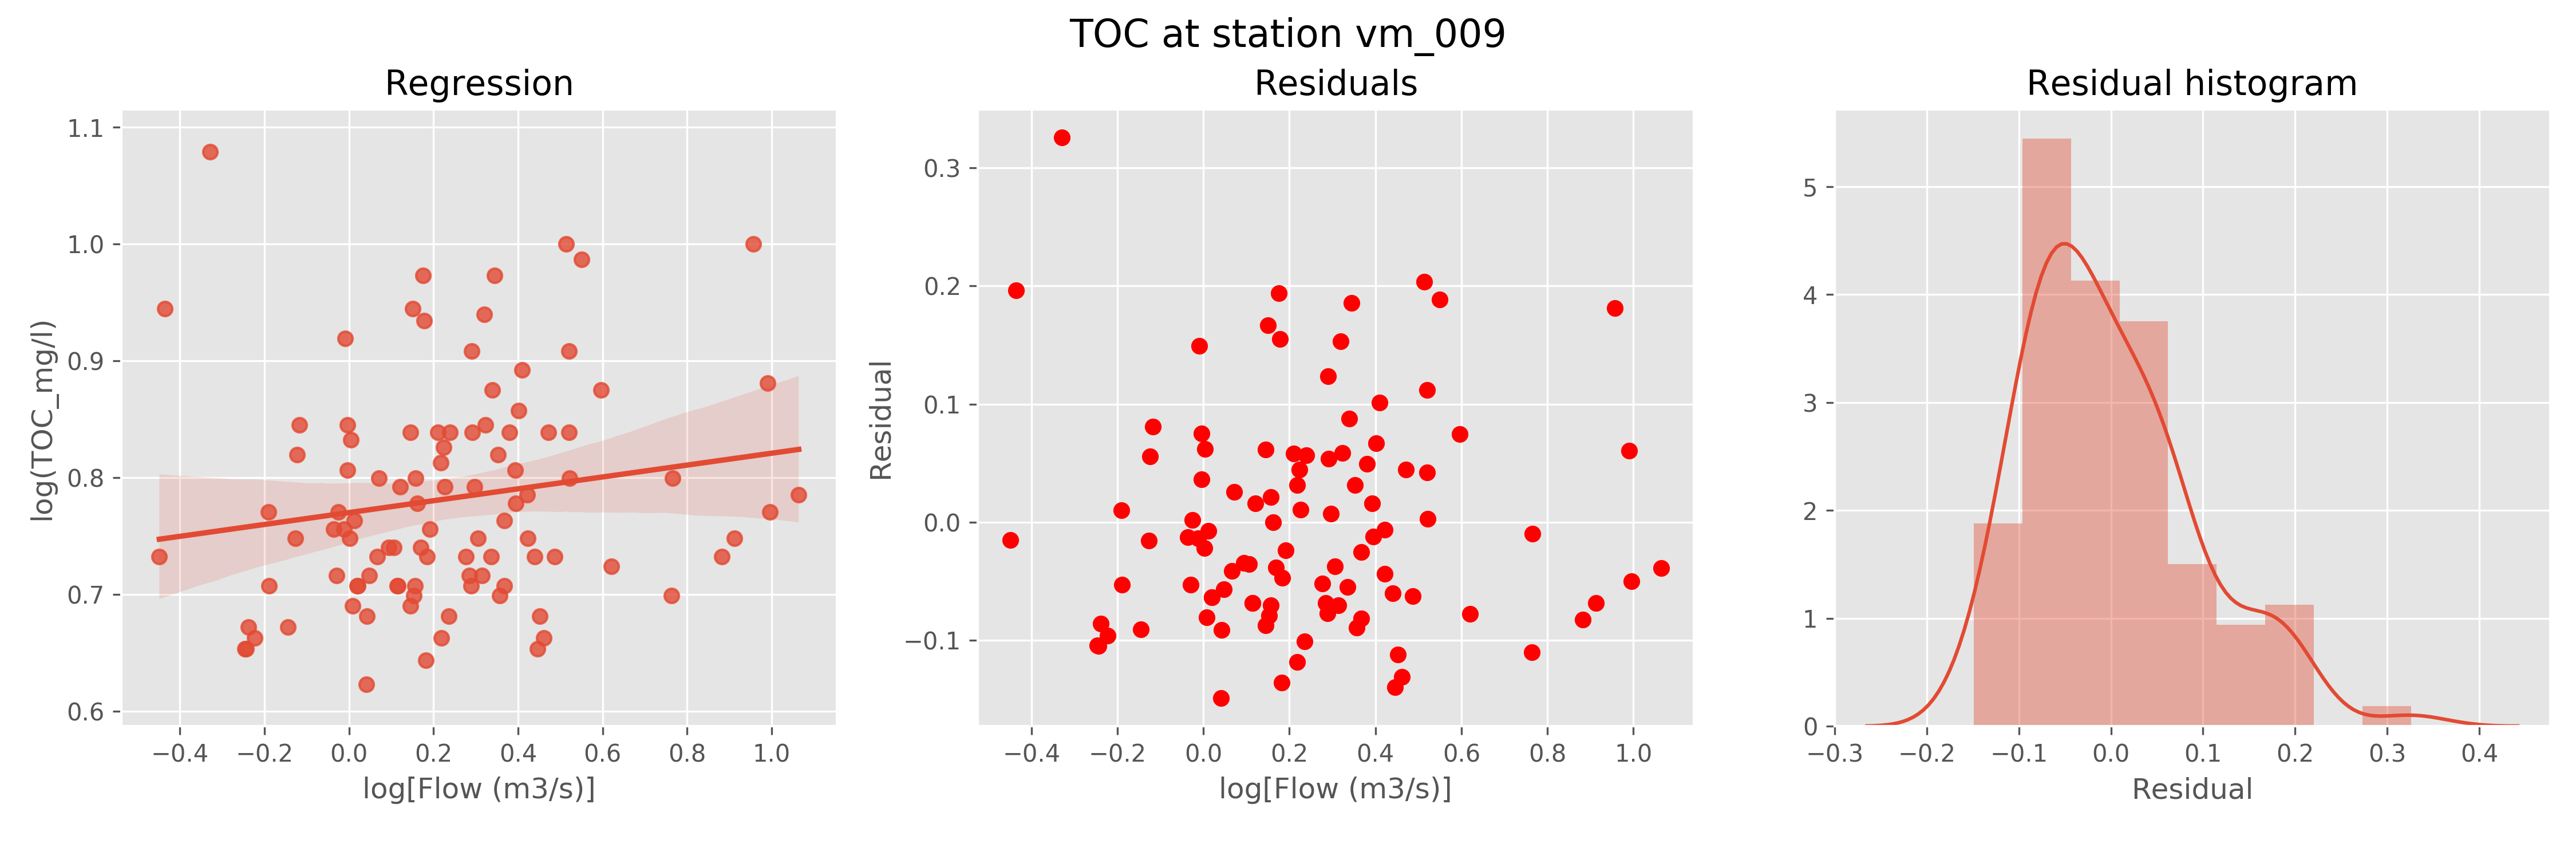 TOC at station vm_009
Regression
Residuals
Residual histogram
1.1
1.0
0.9
0.8
0.7
0.6
log(TOC_mg/l)
−0.4 −0.2 0.0 0.2 0.4 0.6 0.8 1.0
log[Flow (m3/s)]
0.3
0.2
0.1
0.0
−0.1
Residual
−0.4 −0.2 0.0 0.2 0.4 0.6 0.8 1.0
log[Flow (m3/s)]
5
4
3
2
1
0
−0.3 −0.2 −0.1 0.0 0.1 0.2 0.3 0.4
Residual